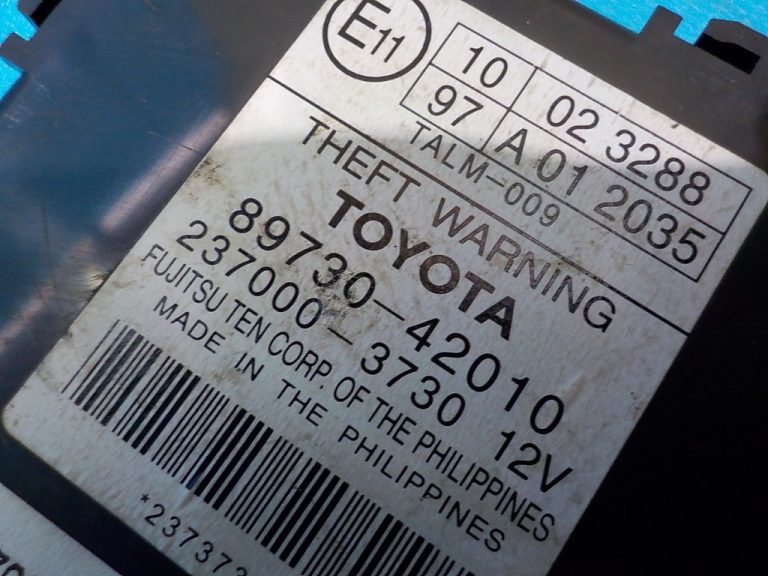 E11
10 02 3288
97 A 01 2035
TALM-009
THEFT WARNING
TOYOTA
89730-42010
237000-3730 12V
FUJITSU TEN CORP. OF THE PHILIPPINES
MADE IN THE PHILIPPINES
*23737